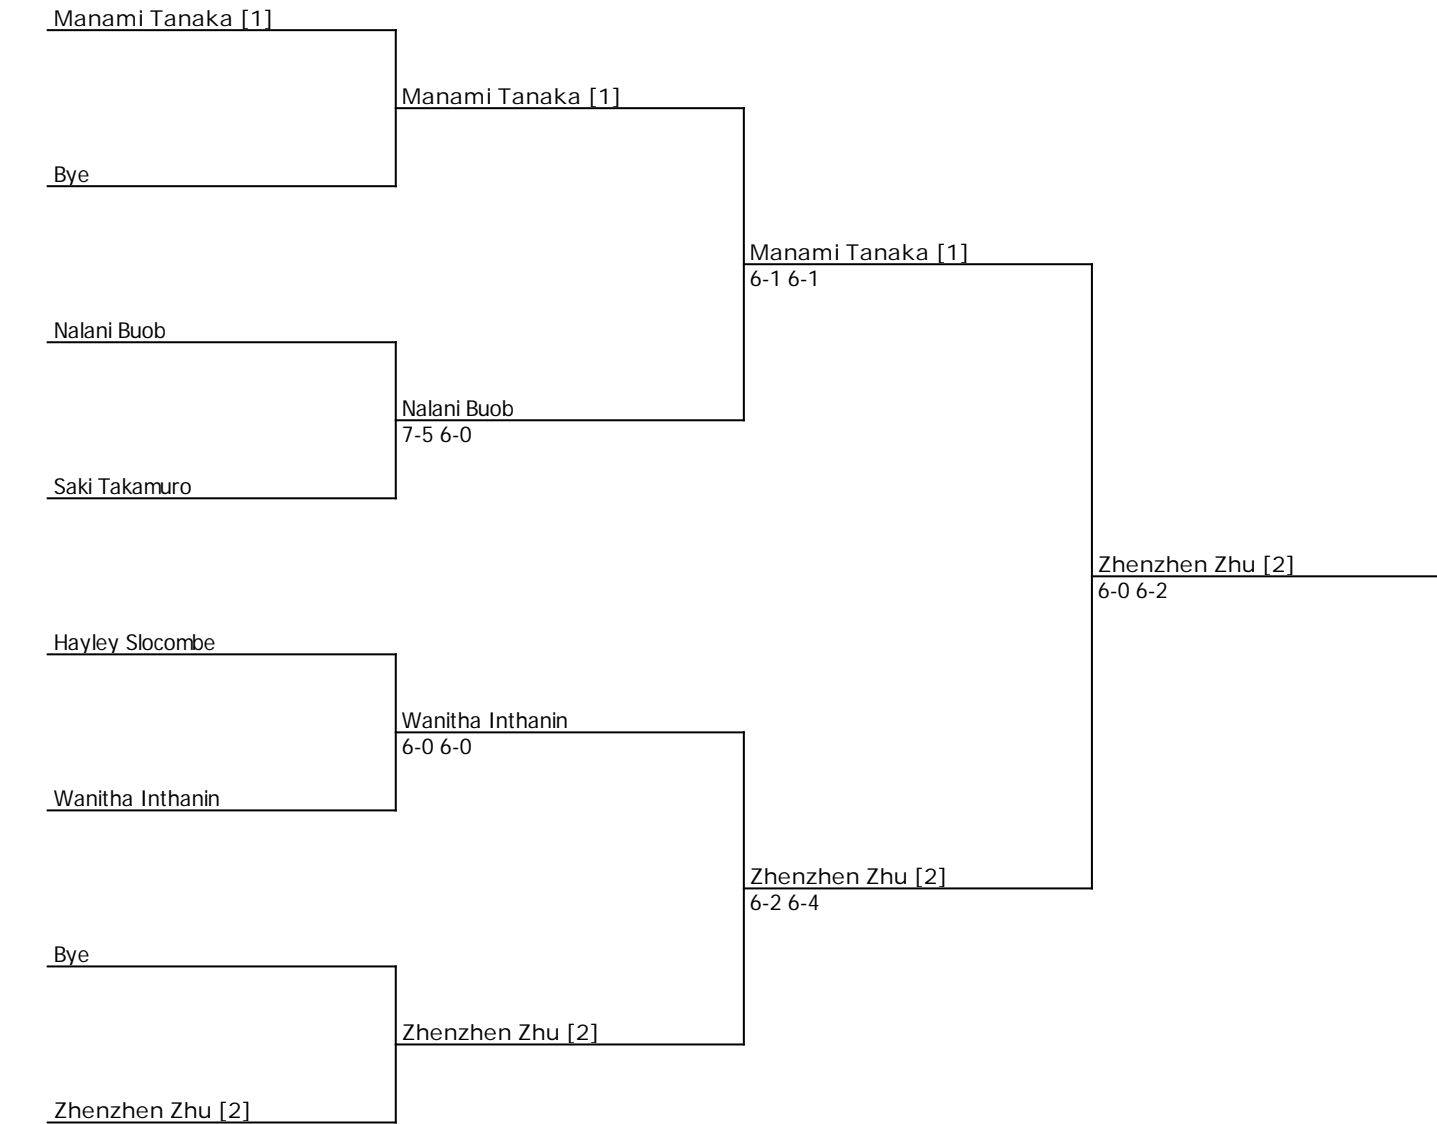 Manami Tanaka [1]
Manami Tanaka [1]
Bye
Manami Tanaka [1]
6-1 6-1
Nalani Buob
Nalani Buob
7-5 6-0
Saki Takamuro
Zhenzhen Zhu [2]
6-0 6-2
Hayley Slocombe
Wanitha Inthanin
6-0 6-0
Wanitha Inthanin
Zhenzhen Zhu [2]
6-2 6-4
Bye
Zhenzhen Zhu [2]
Zhenzhen Zhu [2]